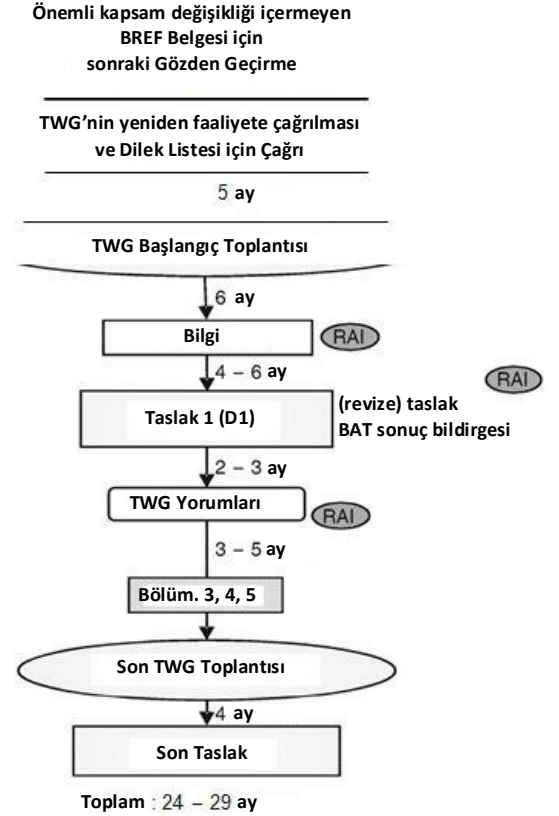 Önemli kapsam değişikliği içermeyen
BREF Belgesi için
sonraki Gözden Geçirme
TWG’nin yeniden faaliyete çağrılması
ve Dilek Listesi için Çağrı
5 ay
TWG Başlangıç Toplantısı
6 ay
Bilgi
RAI
4 – 6 ay
RAI
Taslak 1 (D1)
(revize) taslak
BAT sonuç bildirgesi
2 – 3 ay
TWG Yorumları
RAI
3 – 5 ay
Bölüm. 3, 4, 5
Son TWG Toplantısı
4 ay
Son Taslak
Toplam : 24 – 29 ay